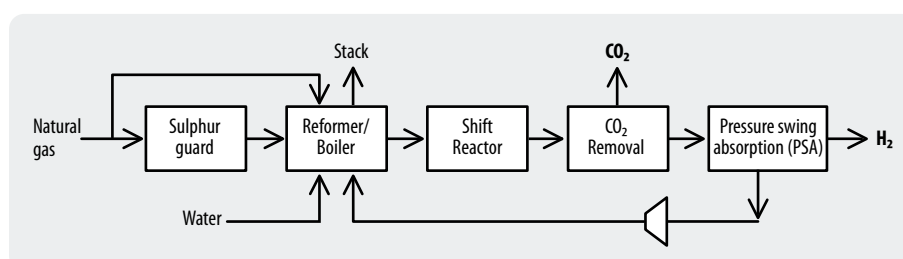 Stack
CO₂
Natural
gas
Sulphur
guard
Reformer/
Boiler
Shift
Reactor
CO₂
Removal
Pressure swing
absorption (PSA)
H₂
Water